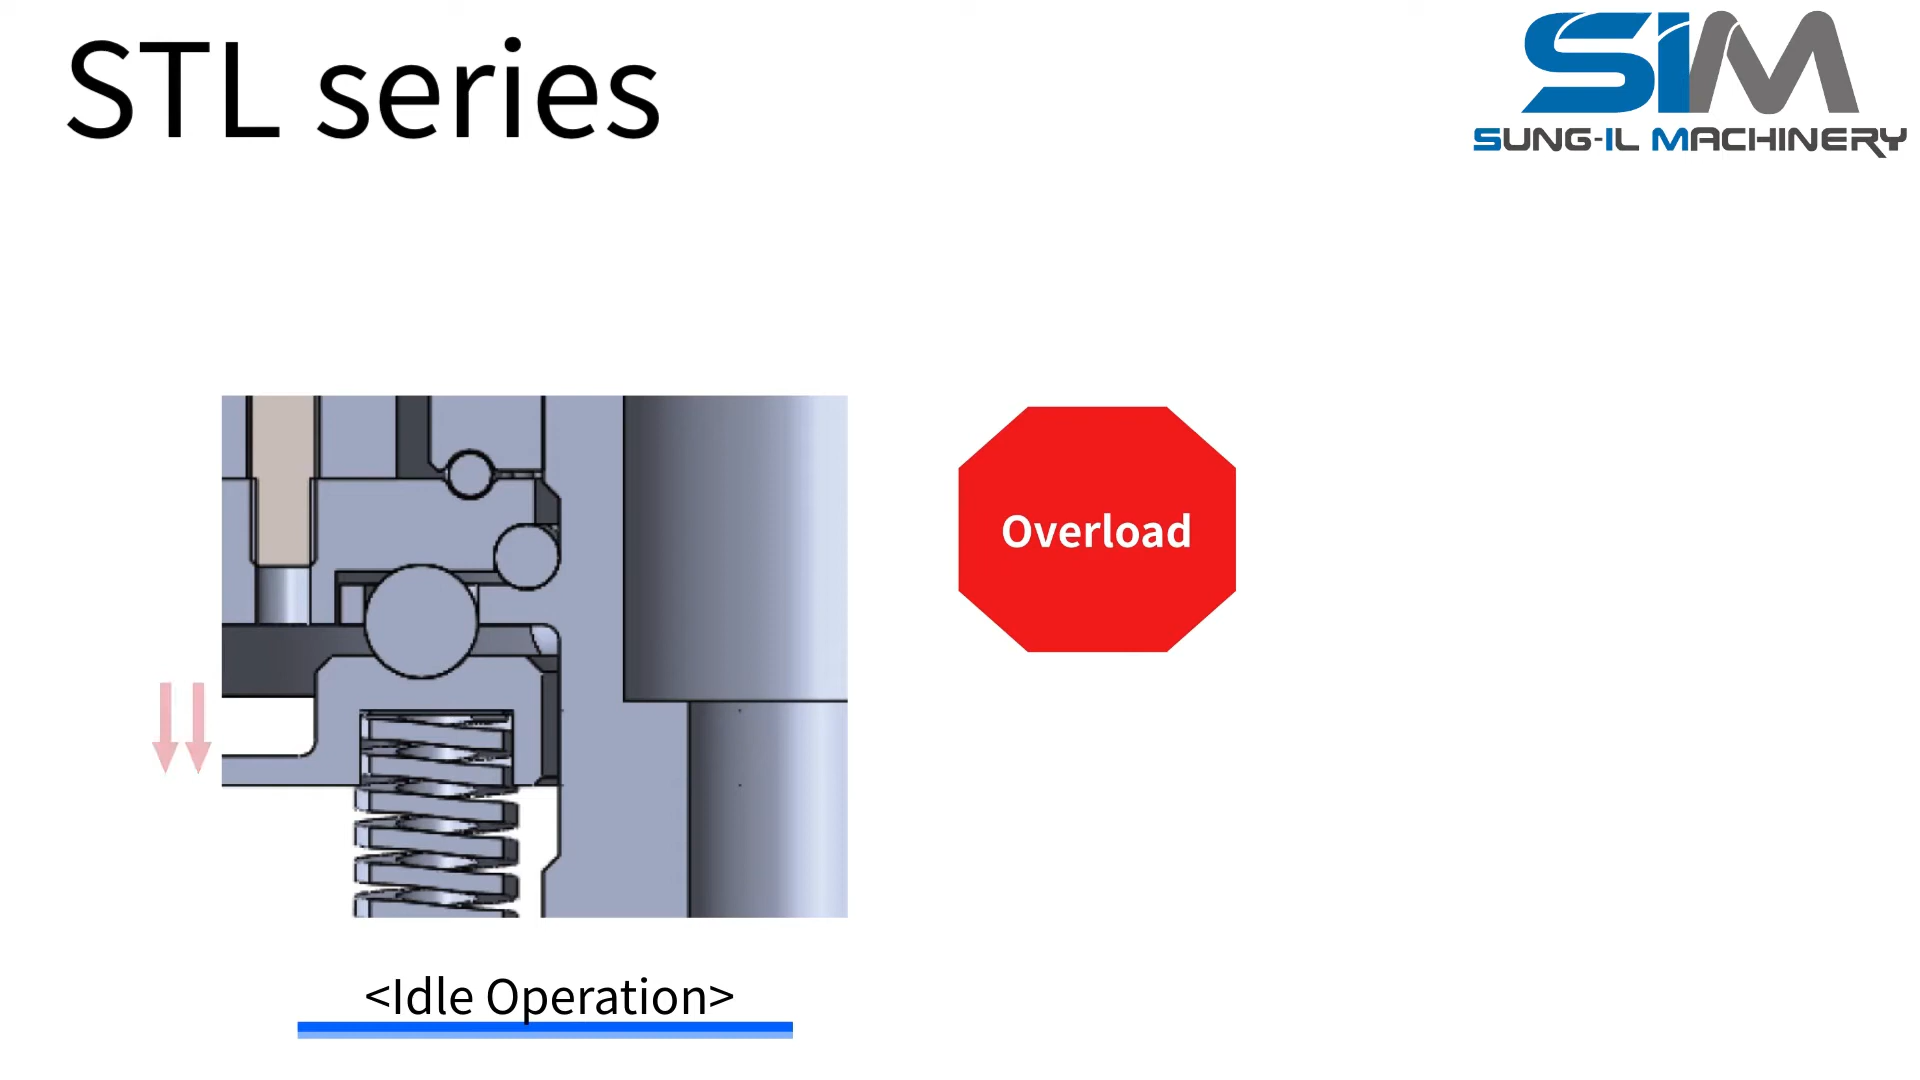 STL series
SIM
SUNG-IL MACHINERY
Overload
<Idle Operation>